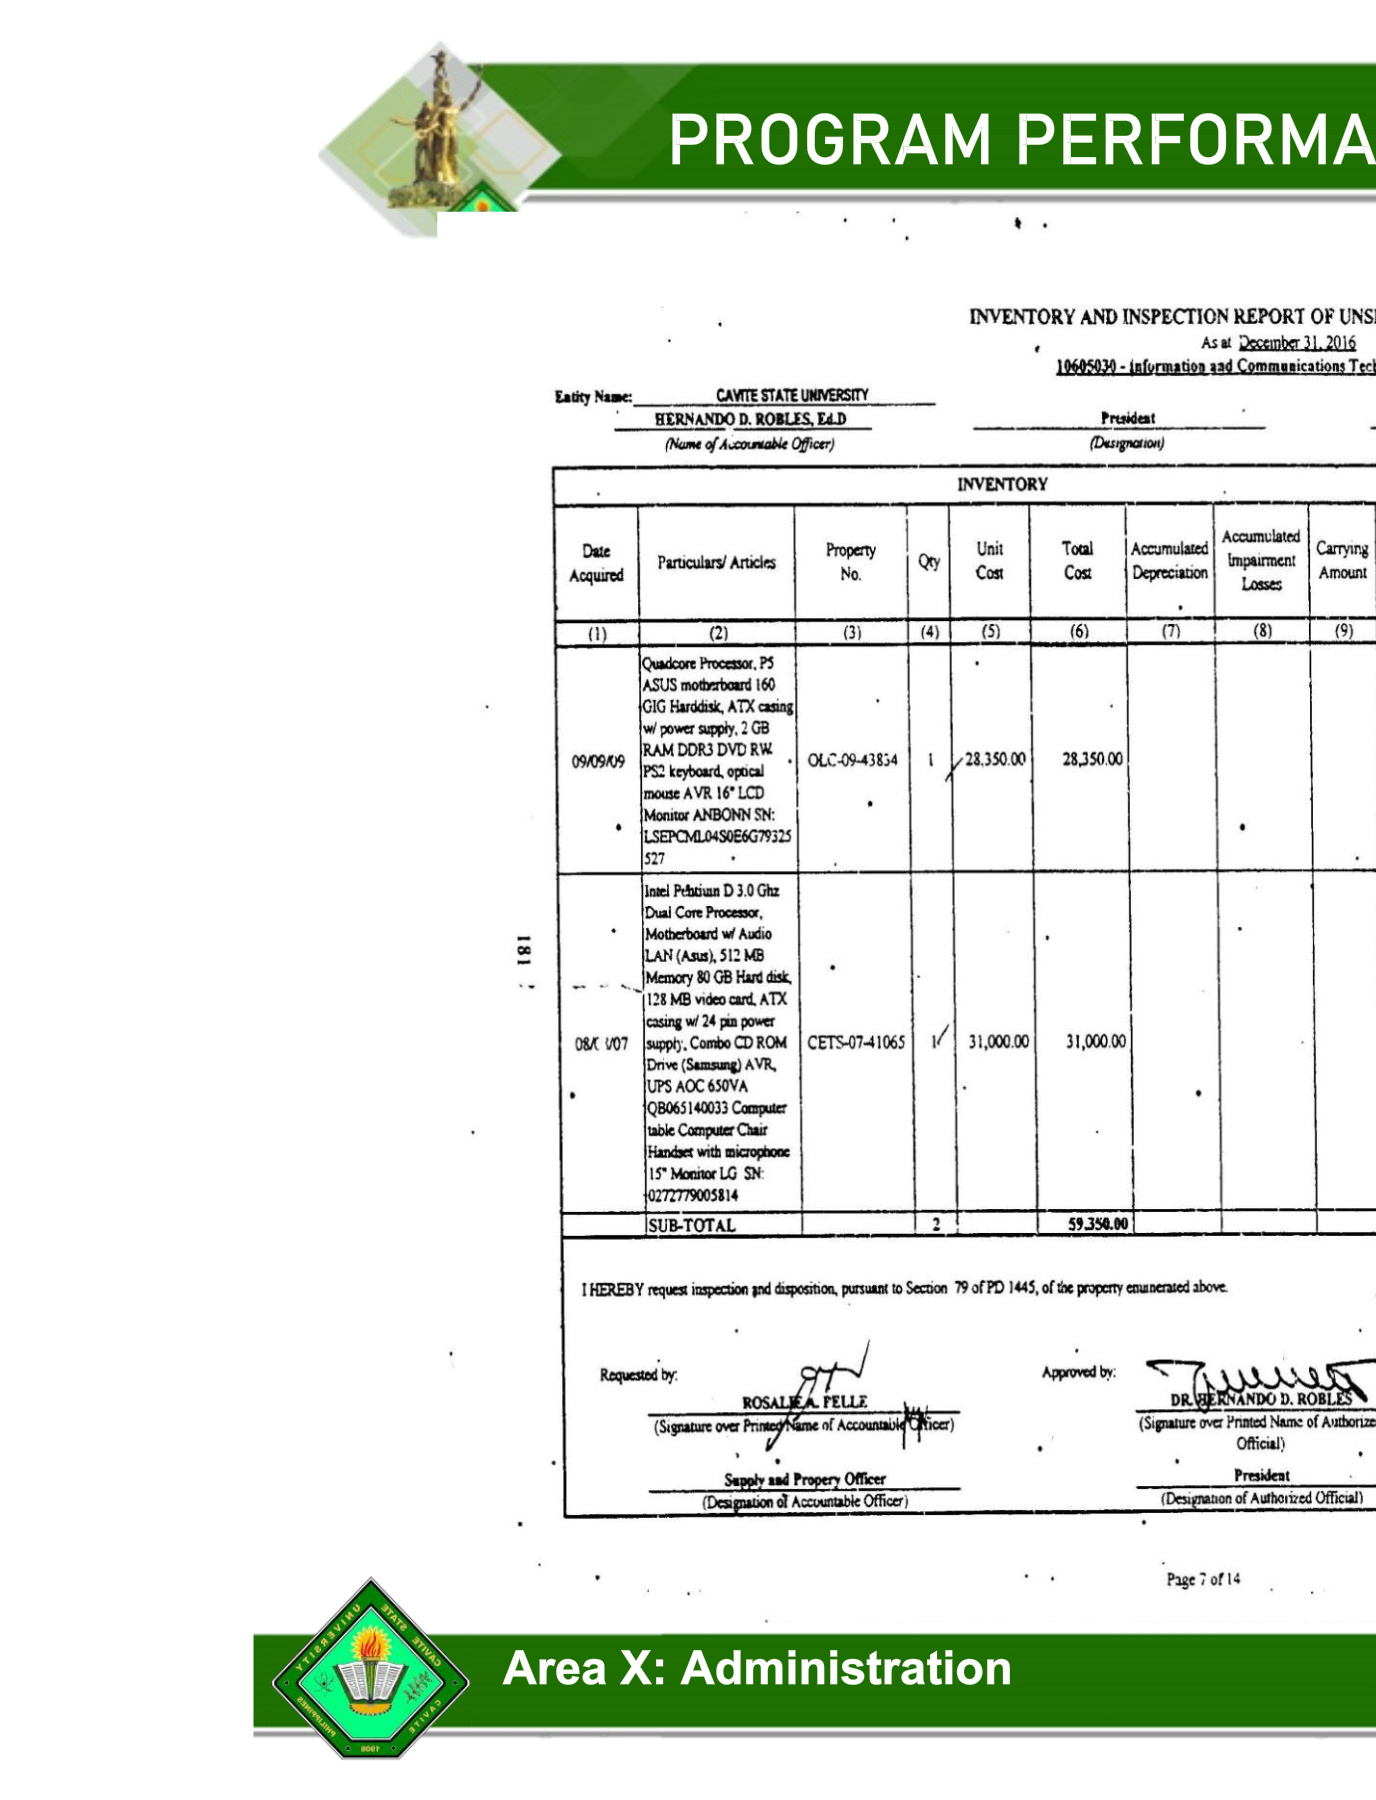 PROGRAM PERFORMA
INVENTORY AND INSPECTION REPORT OF UNS
As at December 31, 2016
10605030 - Information and Communications Tech
Entity Name: CAVITE STATE UNIVERSITY
HERNANDO D. ROBLES, Ed.D President
(Name of Accountable Officer) (Designation)
INVENTORY
Date Acquired Particulars/ Articles Property No. Qty Unit Cost Total Cost Accumulated Depreciation Accumulated Impairment Losses Carrying Amount
(1) (2) (3) (4) (5) (6) (7) (8) (9)
Quadcore Processor, P5
ASUS motherboard 160
GIG Harddisk, ATX casing
w/ power supply, 2 GB
RAM DDR3 DVD RW
PS2 keyboard, optical
mouse AVR 16" LCD
Monitor ANBONN SN:
LSEPCML04S0E6G79325
527
09/09/09 OLC-09-43834 1 28,350.00 28,350.00
Intel Pentium D 3.0 Ghz
Dual Core Processor,
Motherboard w/ Audio
LAN (Asus), 512 MB
Memory 80 GB Hard disk,
128 MB video card, ATX
casing w/ 24 pin power
supply, Combo CD ROM
Drive (Samsung) AVR,
UPS AOC 650VA
QB065140033 Computer
table Computer Chair
Handset with microphone
15" Monitor LG SN:
0272779005814
CETS-07-41065 1 31,000.00 31,000.00
SUB-TOTAL 2 59,350.00
181
I HEREBY request inspection and disposition, pursuant to Section 79 of PD 1445, of the property enumerated above.
Requested by: Approved by:
ROSALIE A. PELLE DR. HERNANDO D. ROBLES
(Signature over Printed Name of Accountable Officer) (Signature over Printed Name of Authorize
Official)
Supply and Propery Officer President
(Designation of Accountable Officer) (Designation of Authorized Official)
Page 7 of 14
CAVITE STATE UNIVERSITY
CAVITE PHILIPPINES
1906
Area X: Administration